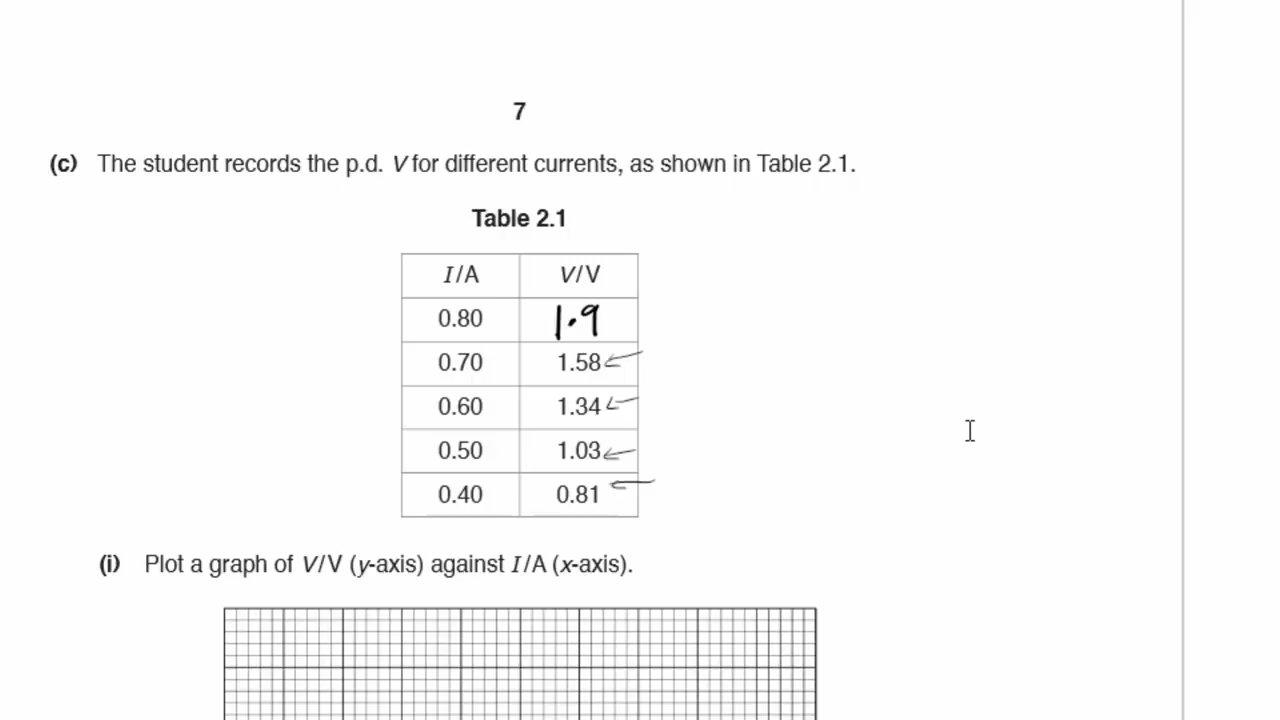 7
(c) The student records the p.d. V for different currents, as shown in Table 2.1.
Table 2.1
I/A V/V
0.80 1.9
0.70 1.58
0.60 1.34
0.50 1.03
0.40 0.81
(i) Plot a graph of V/V (y-axis) against I/A (x-axis).